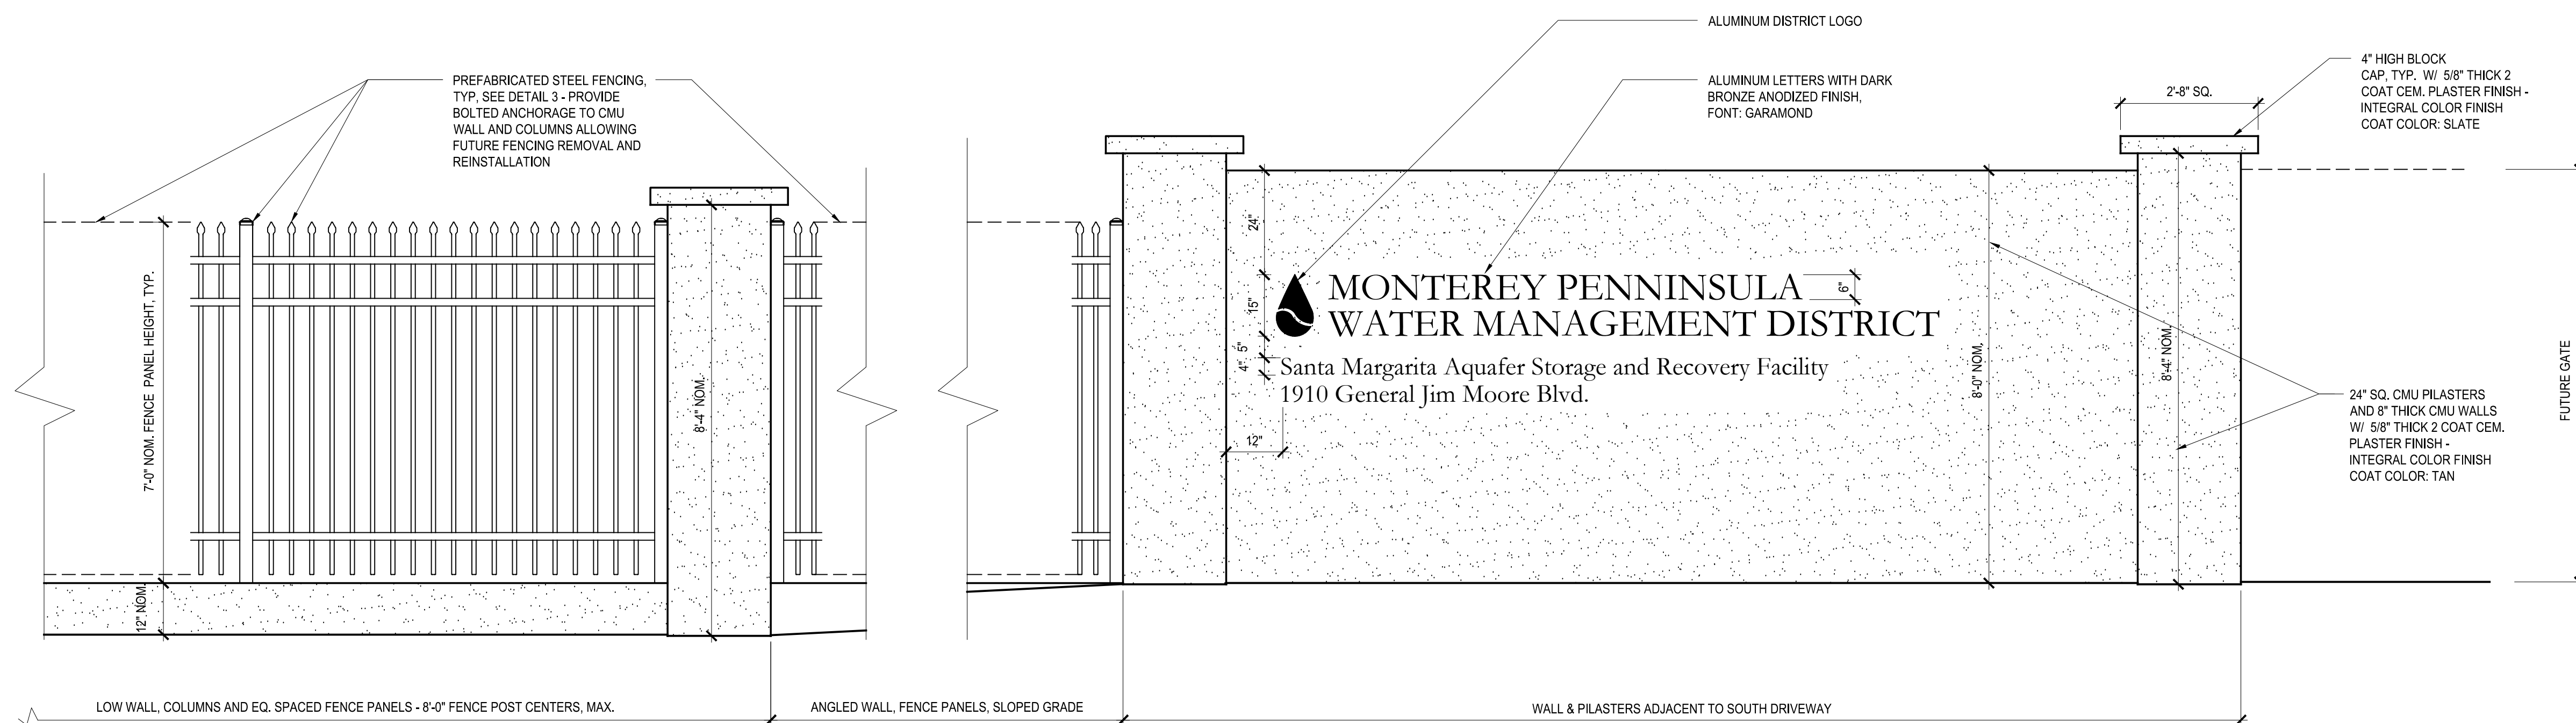 ALUMINUM DISTRICT LOGO
PREFABRICATED STEEL FENCING,
TYP, SEE DETAIL 3 - PROVIDE
BOLTED ANCHORAGE TO CMU
WALL AND COLUMNS ALLOWING
FUTURE FENCING REMOVAL AND
REINSTALLATION
ALUMINUM LETTERS WITH DARK
BRONZE ANODIZED FINISH,
FONT: GARAMOND
4" HIGH BLOCK
CAP, TYP. W/ 5/8" THICK 2
COAT CEM. PLASTER FINISH -
INTEGRAL COLOR FINISH
COAT COLOR: SLATE
2'-8" SQ.
7'-0" NOM. FENCE PANEL HEIGHT, TYP.
12" NOM.
8'-4" NOM.
24"
15"
5"
4"
12"
MONTEREY PENNINSULA
WATER MANAGEMENT DISTRICT
6"
Santa Margarita Aquafer Storage and Recovery Facility
1910 General Jim Moore Blvd.
8'-0" NOM.
8'-4" NOM.
24" SQ. CMU PILASTERS
AND 8" THICK CMU WALLS
W/ 5/8" THICK 2 COAT CEM.
PLASTER FINISH -
INTEGRAL COLOR FINISH
COAT COLOR: TAN
FUTURE GATE
LOW WALL, COLUMNS AND EQ. SPACED FENCE PANELS - 8'-0" FENCE POST CENTERS, MAX.
ANGLED WALL, FENCE PANELS, SLOPED GRADE
WALL & PILASTERS ADJACENT TO SOUTH DRIVEWAY